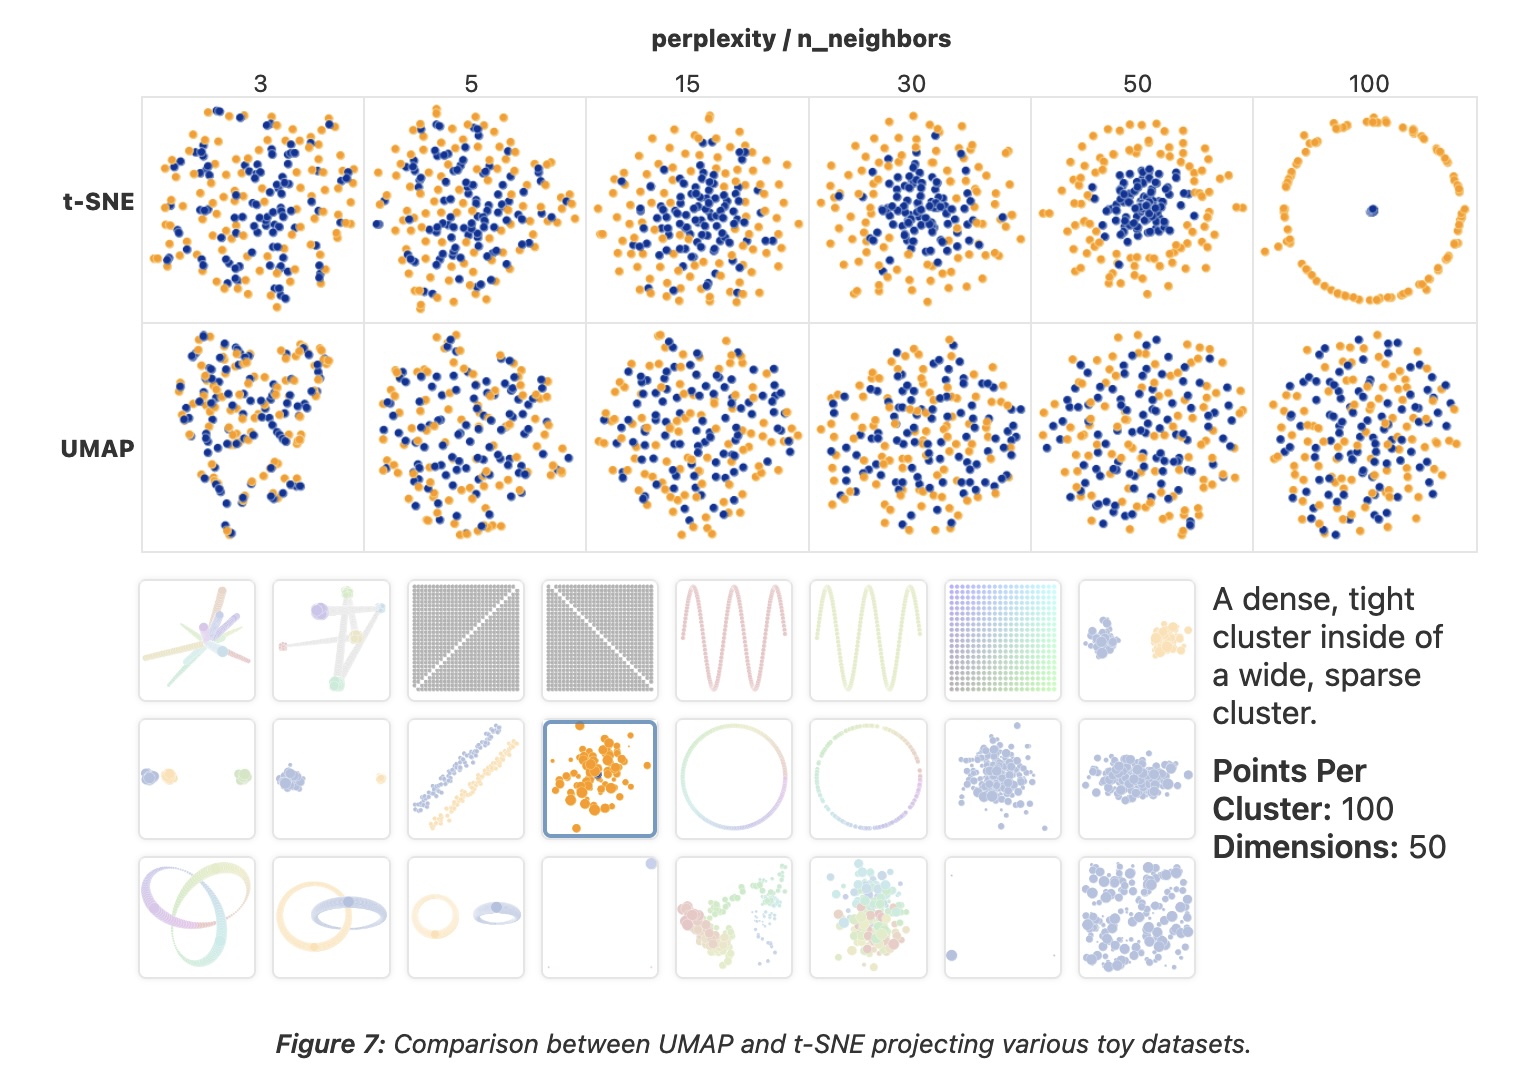 perplexity / n_neighbors
3 5 15 30 50 100
t-SNE
UMAP
A dense, tight
cluster inside of
a wide, sparse
cluster.
Points Per
Cluster: 100
Dimensions: 50
Figure 7: Comparison between UMAP and t-SNE projecting various toy datasets.